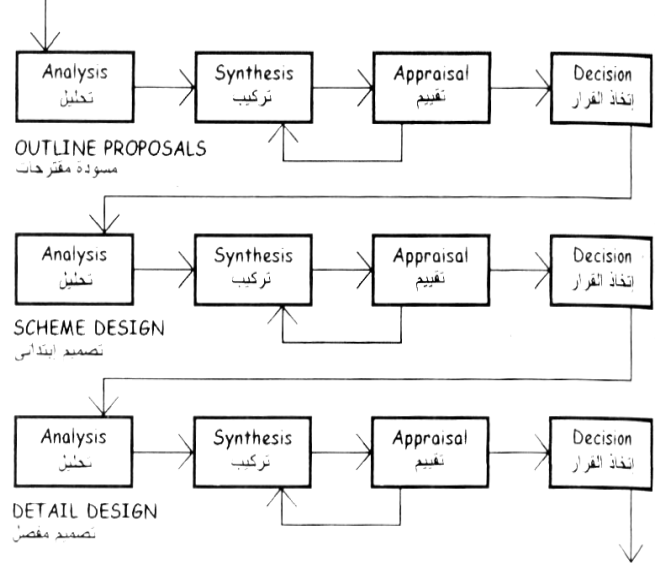 Analysis
تحليل
Synthesis
تركيب
Appraisal
تقييم
Decision
إتخاذ القرار
OUTLINE PROPOSALS
مسودة مقترحات
Analysis
تحليل
Synthesis
تركيب
Appraisal
تقييم
Decision
إتخاذ القرار
SCHEME DESIGN
تصميم إبتدائى
Analysis
تحليل
Synthesis
تركيب
Appraisal
تقييم
Decision
إتخاذ القرار
DETAIL DESIGN
تصميم مفصل